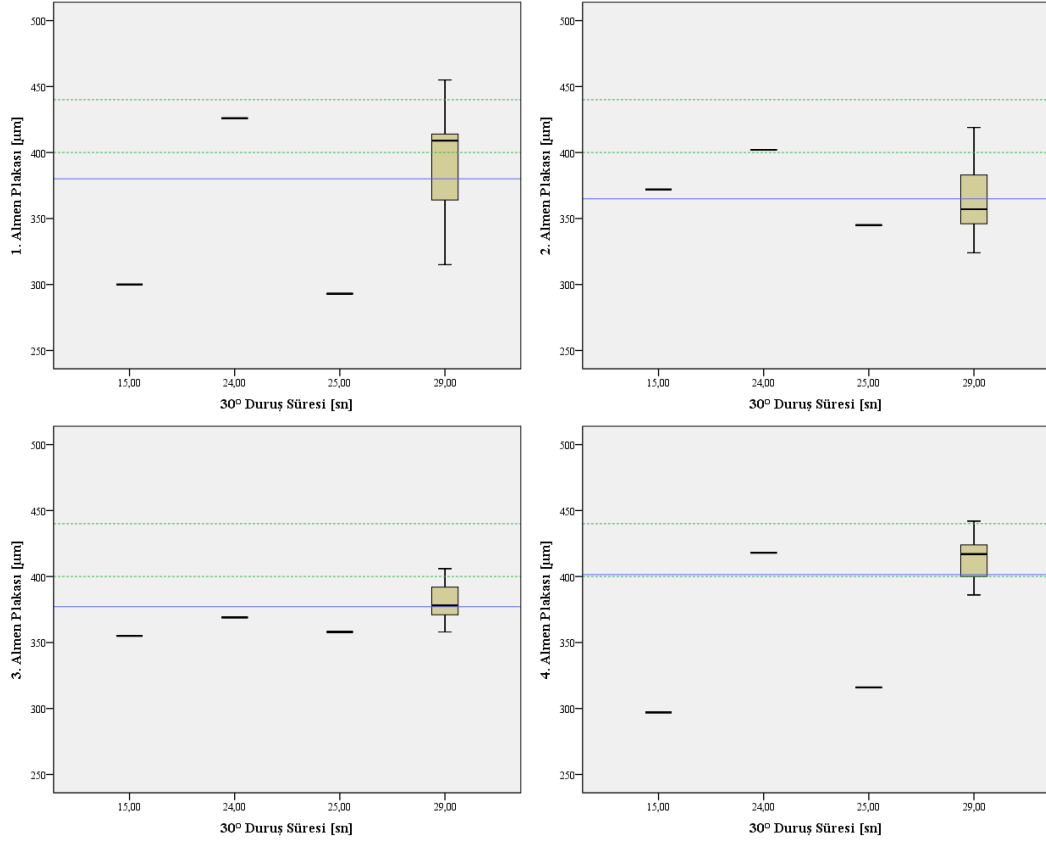 1. Almen Plakası [µm]
500
450
400
350
300
250
15,00 24,00 25,00 29,00
30° Duruş Süresi [sn]
2. Almen Plakası [µm]
500
450
400
350
300
250
15,00 24,00 25,00 29,00
30° Duruş Süresi [sn]
3. Almen Plakası [µm]
500
450
400
350
300
250
15,00 24,00 25,00 29,00
30° Duruş Süresi [sn]
4. Almen Plakası [µm]
500
450
400
350
300
250
15,00 24,00 25,00 29,00
30° Duruş Süresi [sn]